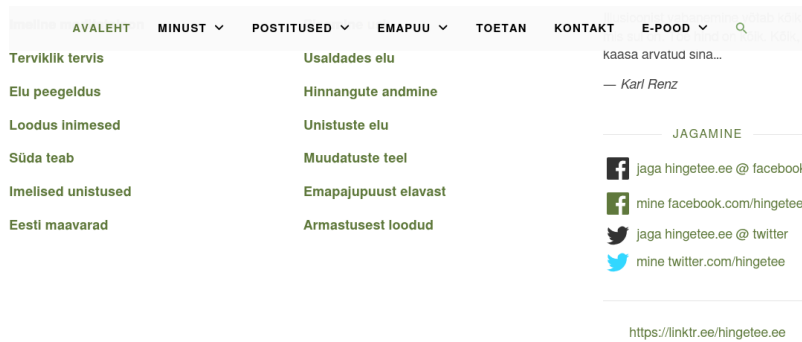 AVALEHT MINUST POSTITUSED EMAPUU TOETAN KONTAKT E-POOD
Terviklik tervis
Elu peegeldus
Loodus inimesed
Süda teab
Imelised unistused
Eesti maavarad
Usaldades elu
Hinnangute andmine
Unistuste elu
Muudatuste teel
Emapajupuust elavast
Armastusest loodud
kaasa arvatud sina...
— Karl Renz
JAGAMINE
jaga hingetee.ee @ facebook
mine facebook.com/hingetee
jaga hingetee.ee @ twitter
mine twitter.com/hingetee
https://linktr.ee/hingetee.ee